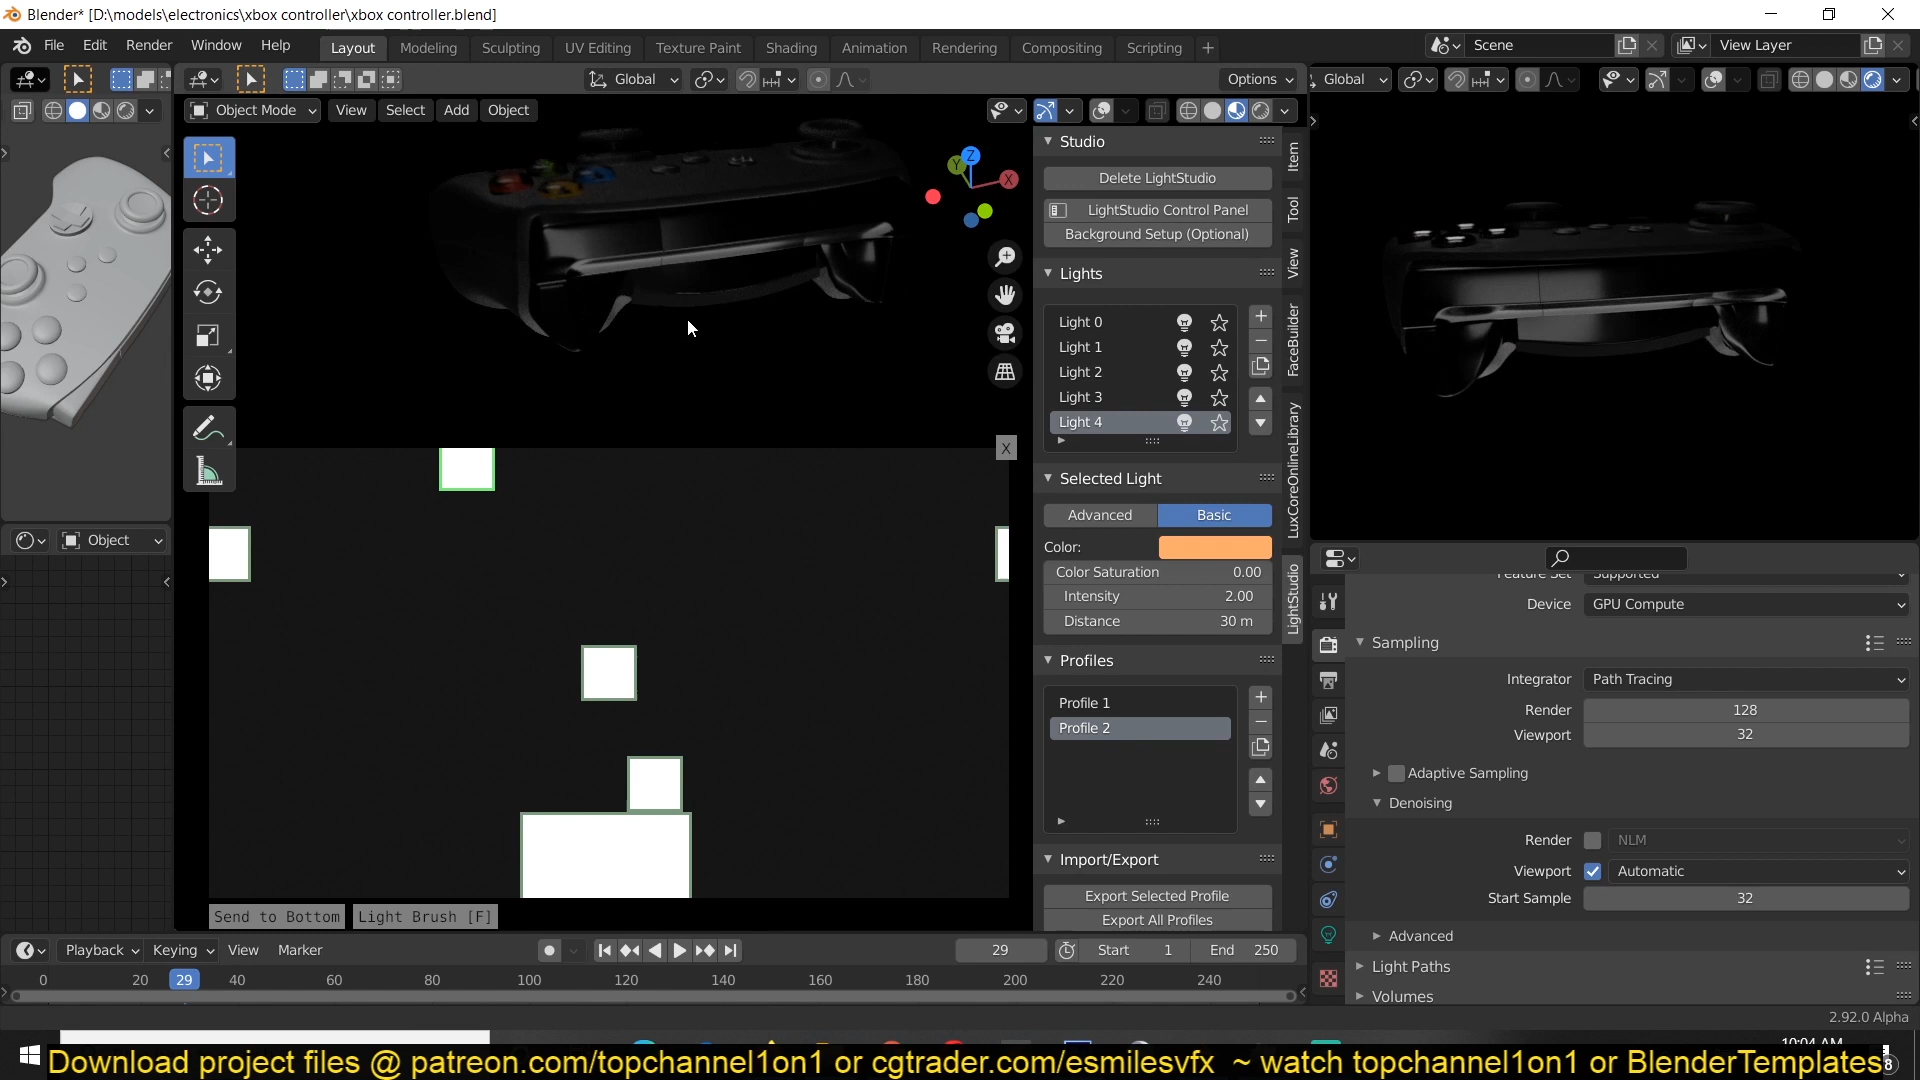 Blender* [D:\models\electronics\xbox controller\xbox controller.blend]
File Edit Render Window Help Layout Modeling Sculpting UV Editing Texture Paint Shading Animation Rendering Compositing Scripting + Scene View Layer
Global Options Global
Object Mode View Select Add Object
Studio
Delete LightStudio
LightStudio Control Panel
Background Setup (Optional)
Lights
Light 0
Light 1
Light 2
Light 3
Light 4
Selected Light
Advanced Basic
Color:
Color Saturation 0.00
Intensity 2.00
Distance 30 m
Profiles
Profile 1
Profile 2
Import/Export
Export Selected Profile
Export All Profiles
Item
Tool
View
FaceBuilder
LuxCoreOnlineLibrary
LightStudio
Z
Y
X
X
Object
Send to Bottom Light Brush [F]
Feature Set Supported
Device GPU Compute
Sampling
Integrator Path Tracing
Render 128
Viewport 32
Adaptive Sampling
Denoising
Render NLM
Viewport Automatic
Start Sample 32
Advanced
Light Paths
Volumes
Playback Keying View Marker 29 Start 1 End 250
0 20 29 40 60 80 100 120 140 160 180 200 220 240
2.92.0 Alpha
10:04 AM
Download project files @ patreon.com/topchannel1on1 or cgtrader.com/esmilesvfx ~ watch topchannel1on1 or BlenderTemplates